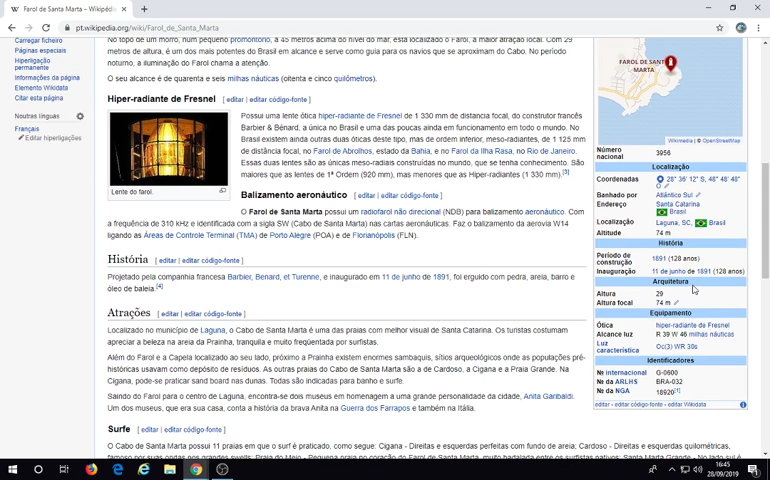 Farol de Santa Marta – Wikipédi
pt.wikipedia.org/wiki/Farol_de_Santa_Marta
Carregar ficheiro
Páginas especiais
Hiperligação
permanente
Informações da página
Elemento Wikidata
Citar esta página
Noutras línguas
Français
Editar hiperligações
No topo de um morro, num pequeno promontório, a 45 metros acima do nível do mar, está localizado o Farol, a maior atração local. Com 29
metros de altura, é um dos mais potentes do Brasil em alcance e serve como guia para os navios que se aproximam do Cabo. No período
noturno, a iluminação do Farol chama a atenção.
O seu alcance é de quarenta e seis milhas náuticas (oitenta e cinco quilômetros).
Hiper-radiante de Fresnel [ editar | editar código-fonte ]
Lente do farol.
Possui uma lente ótica hiper-radiante de Fresnel de 1 330 mm de distancia focal, do construtor francês
Barbier & Bénard, a única no Brasil e uma das poucas ainda em funcionamento em todo o mundo. No
Brasil existem ainda outras duas óticas deste tipo, mas de ordem inferior, meso-radiantes, de 1 125 mm
de distância focal, no Farol de Abrolhos, estado da Bahia, e no Farol da Ilha Rasa, no Rio de Janeiro.
Essas duas lentes são as únicas meso-radiais construídas no mundo, que se tenha conhecimento. São
maiores que as lentes de 1ª Ordem (920 mm), mas menores que as Hiper-radiantes (1 330 mm).[3]
Balizamento aeronáutico [ editar | editar código-fonte ]
O Farol de Santa Marta possui um radiofarol não direcional (NDB) para balizamento aeronáutico. Com
a frequência de 310 kHz e identificada com a sigla SW (Cabo de Santa Marta) nas cartas aeronáuticas. Faz o balizamento da aerovia W14
ligando as Áreas de Controle Terminal (TMA) de Porto Alegre (POA) e de Florianópolis (FLN).
História [ editar | editar código-fonte ]
Projetado pela companhia francesa Barbier, Benard, et Turenne, e inaugurado em 11 de junho de 1891, foi erguido com pedra, areia, barro e
óleo de baleia.[4]
Atrações [ editar | editar código-fonte ]
Localizado no município de Laguna, o Cabo de Santa Marta é uma das praias com melhor visual de Santa Catarina. Os turistas costumam
apreciar a beleza na areia da Prainha, tranquila e muito freqüentada por surfistas.
Além do Farol e a Capela localizado ao seu lado, próximo a Prainha existem enormes sambaquis, sítios arqueológicos onde as populações pré-
históricas usavam como depósito de resíduos. As outras praias do Cabo de Santa Marta são a de Cardoso, a Cigana e a Praia Grande. Na
Cigana, pode-se praticar sand board nas dunas. Todas são indicadas para banho e surfe.
Saindo do Farol para o centro de Laguna, encontra-se dois museus em homenagem a uma grande personalidade da cidade, Anita Garibaldi.
Um dos museus, que era sua casa, conta a história da brava Anita na Guerra dos Farrapos e também na Itália.
Surfe [ editar | editar código-fonte ]
O Cabo de Santa Marta possui 11 praias em que o surf é praticado, como segue: Cigana - Direitas e esquerdas perfeitas com fundo de areia; Cardoso - Direitas e esquerdas quilométricas,
FAROL DE SANTA
MARTA
Wikimedia | © OpenStreetMap
Número
nacional 3956
Localização
Coordenadas 28° 36′ 12″ S, 48° 48′ 48″
O
Banhado por Atlântico Sul
Endereço Santa Catarina
Brasil
Localização Laguna, SC, Brasil
Altitude 74 m
História
Período de
construção 1891 (128 anos)
Inauguração 11 de junho de 1891 (128 anos)
Arquitetura
Altura 29
Altura focal 74 m
Equipamento
Ótica hiper-radiante de Fresnel
Alcance luz R 39 W 46 milhas náuticas
Luz
característica Oc(3) WR 30s
Identificadores
№ internacional G-0600
№ da ARLHS BRA-032
№ da NGA 18920[1]
editar - editar código-fonte - editar Wikidata
16:45
28/09/2019